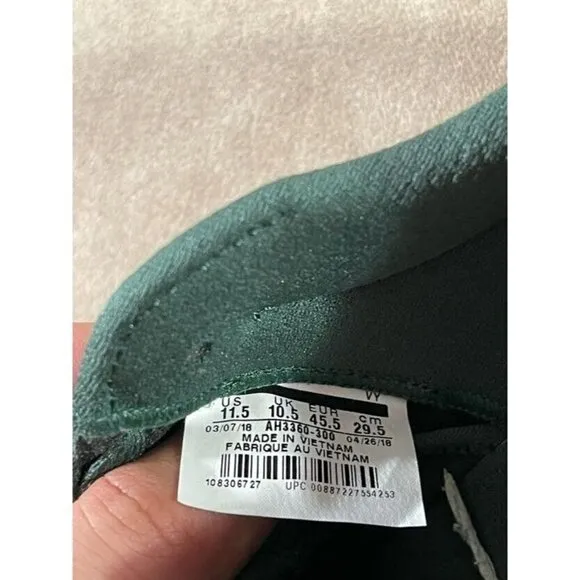 VY
US UK EUR cm
11.5 10.5 45.5 29.5
03/07/18 AH3360-300 04/26/18
MADE IN VIETNAM
FABRIQUE AU VIETNAM
108306727 UPC 00887227554253